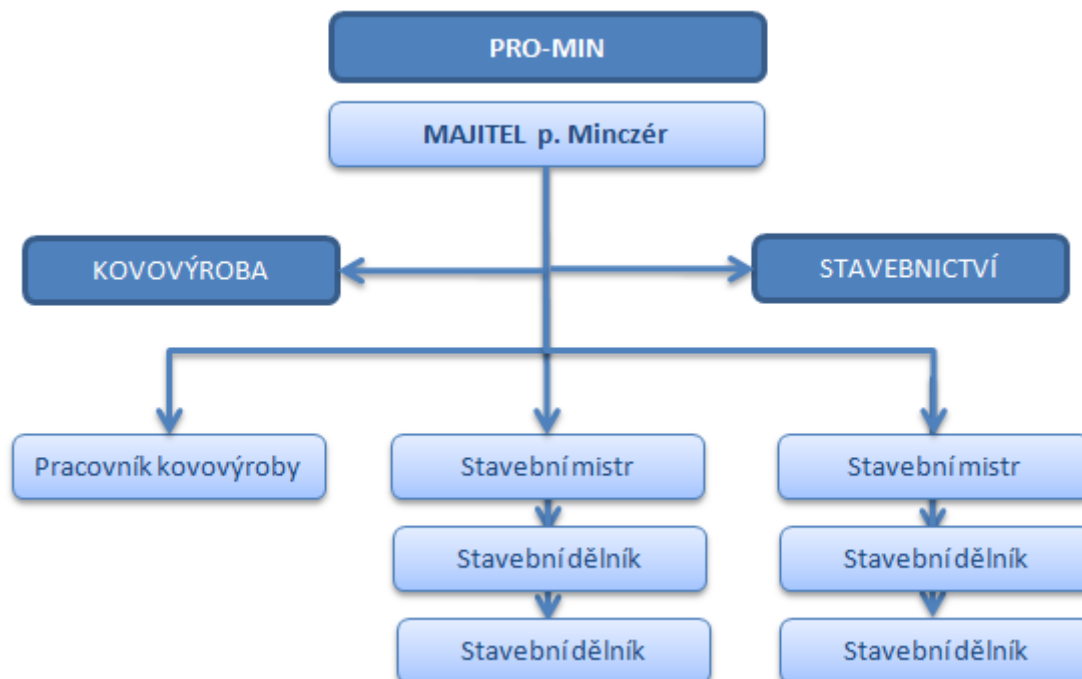 PRO-MIN
MAJITEL p. Minczér
KOVOVÝROBA
STAVEBNICTVÍ
Pracovník kovovýroby
Stavební mistr
Stavební mistr
Stavební dělník
Stavební dělník
Stavební dělník
Stavební dělník